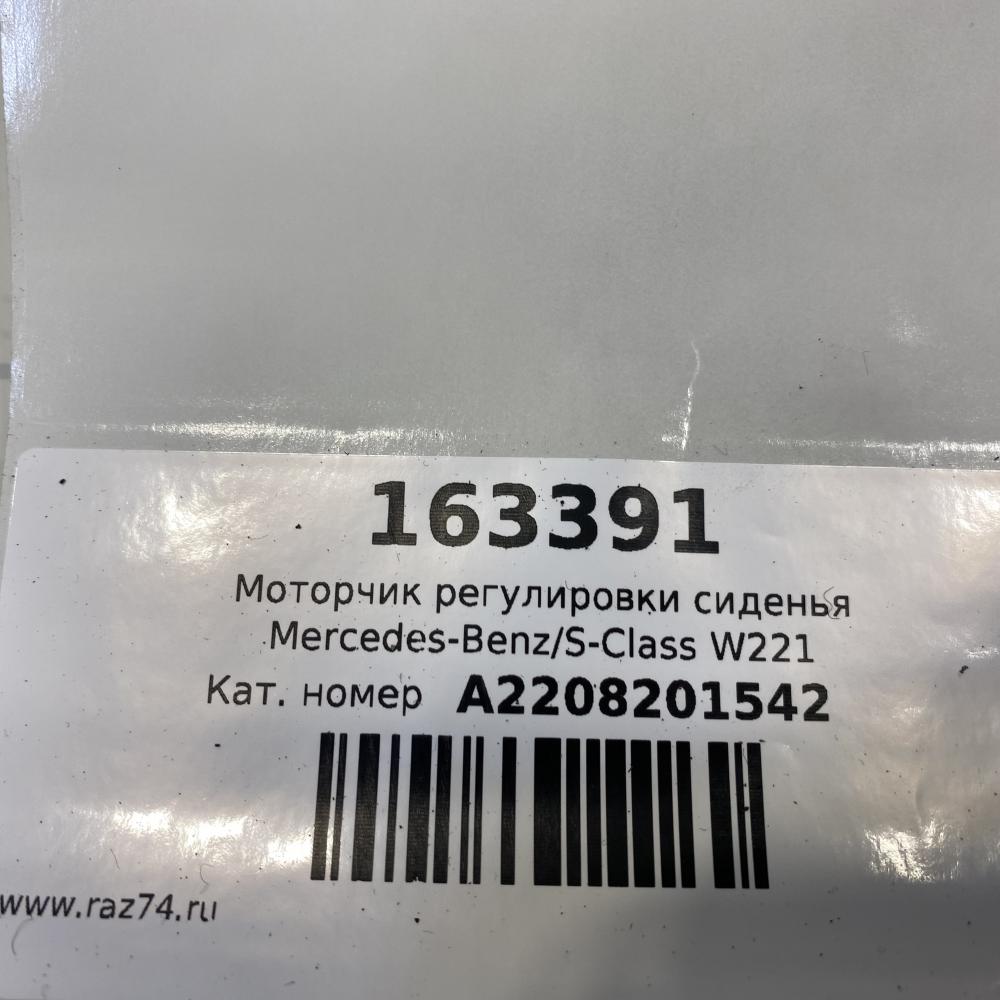 163391
Моторчик регулировки сиденья
Mercedes-Benz/S-Class W221
Кат. номер A2208201542
www.raz74.ru